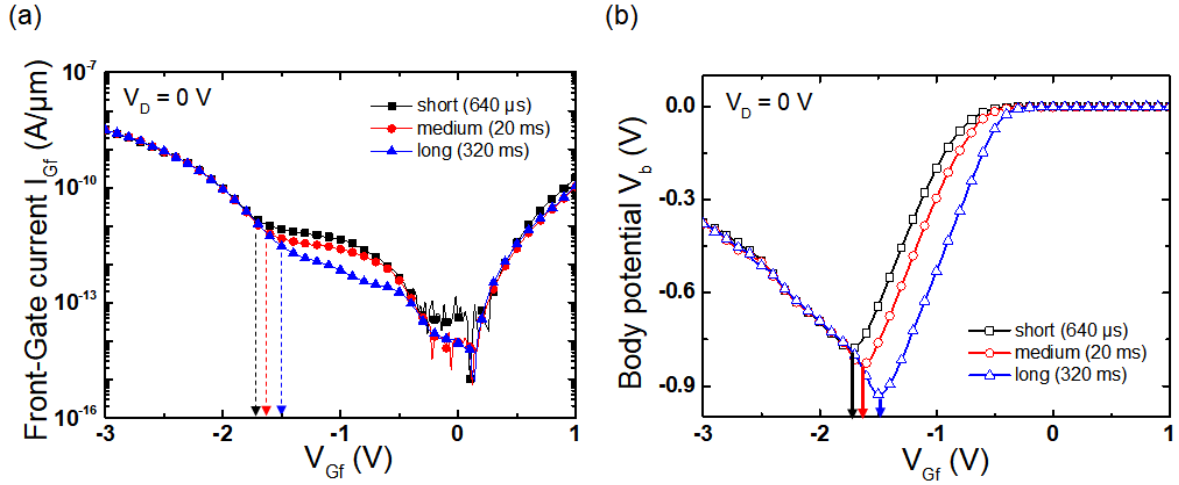 (a)
Front-Gate current I_Gf (A/μm)
10^-7
10^-10
10^-13
10^-16
V_D = 0 V
short (640 μs)
medium (20 ms)
long (320 ms)
-3
-2
-1
0
1
V_Gf (V)
(b)
Body potential V_b (V)
0.0
-0.3
-0.6
-0.9
V_D = 0 V
short (640 μs)
medium (20 ms)
long (320 ms)
-3
-2
-1
0
1
V_Gf (V)